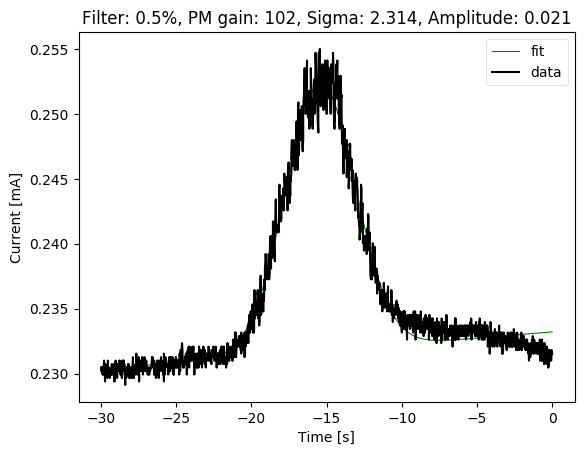 Filter: 0.5%, PM gain: 102, Sigma: 2.314, Amplitude: 0.021
fit
data
0.255
0.250
0.245
0.240
0.235
0.230
Current [mA]
−30
−25
−20
−15
−10
−5
0
Time [s]